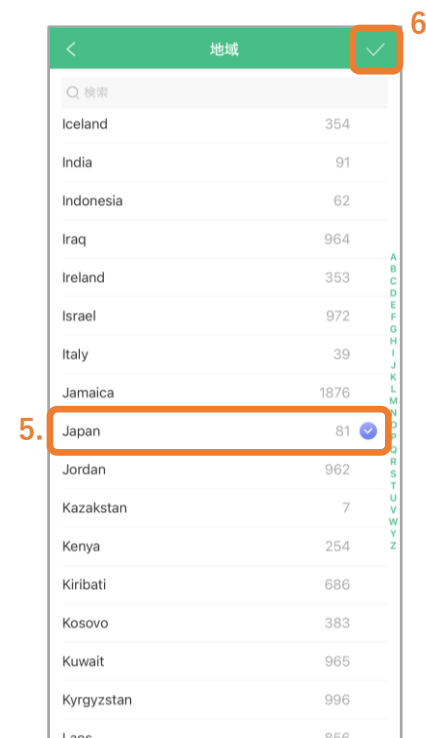 6
地域
検索
Iceland 354
India 91
Indonesia 62
Iraq 964
Ireland 353
Israel 972
Italy 39
Jamaica 1876
5. Japan 81
Jordan 962
Kazakstan 7
Kenya 254
Kiribati 686
Kosovo 383
Kuwait 965
Kyrgyzstan 996
Laos 856
A
B
C
D
E
F
G
H
I
J
K
L
M
N
O
P
Q
R
S
T
U
V
W
Y
Z